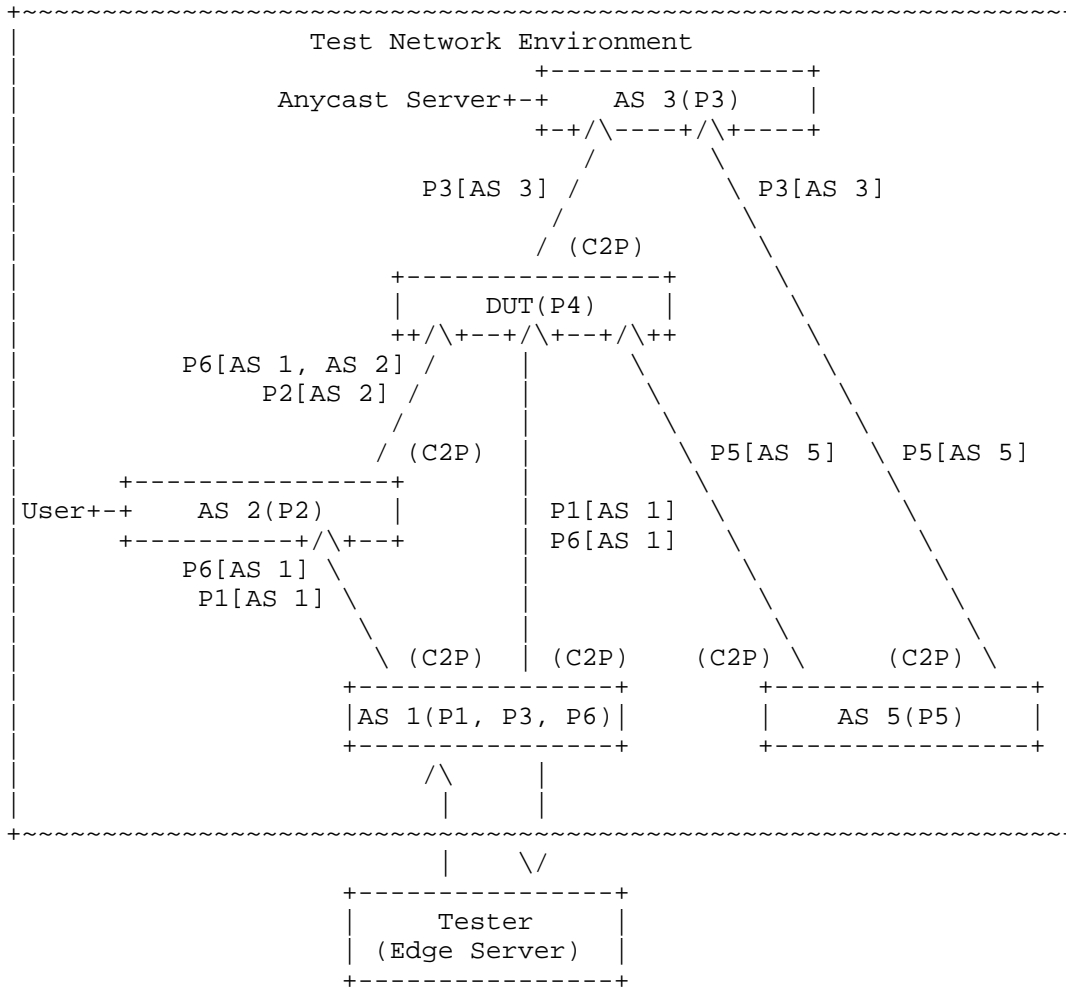 Test Network Environment
Anycast Server AS 3(P3)
P3[AS 3] P3[AS 3]
(C2P)
DUT(P4)
P6[AS 1, AS 2]
P2[AS 2]
(C2P) P5[AS 5] P5[AS 5]
User AS 2(P2) P1[AS 1]
P6[AS 1]
P6[AS 1]
P1[AS 1]
(C2P) (C2P) (C2P) (C2P)
AS 1(P1, P3, P6) AS 5(P5)
Tester
(Edge Server)